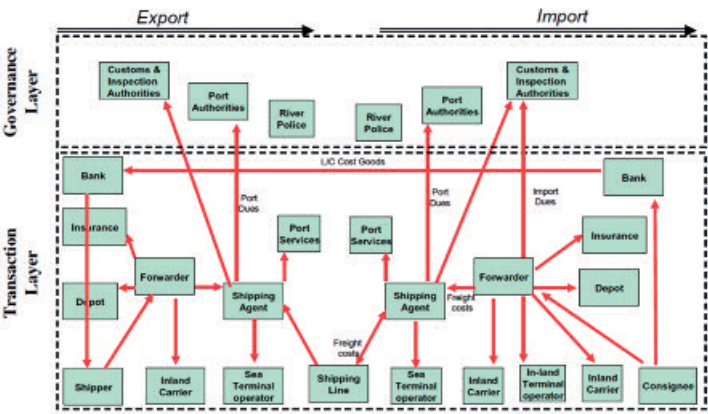 Export
Import
Governance
Layer
Customs &
Inspection
Authorities
Port
Authorities
River
Police
River
Police
Port
Authorities
Customs &
Inspection
Authorities
Transaction
Layer
L/C Cost Goods
Bank
Bank
Port
Dues
Port
Dues
Import
Dues
Insurance
Port
Services
Port
Services
Insurance
Forwarder
Forwarder
Depot
Shipping
Agent
Shipping
Agent
Freight
costs
Depot
Freight
costs
Shipper
Inland
Carrier
Sea
Terminal
operator
Shipping
Line
Sea
Terminal
operator
Inland
Carrier
In-land
Terminal
operator
Inland
Carrier
Consignee